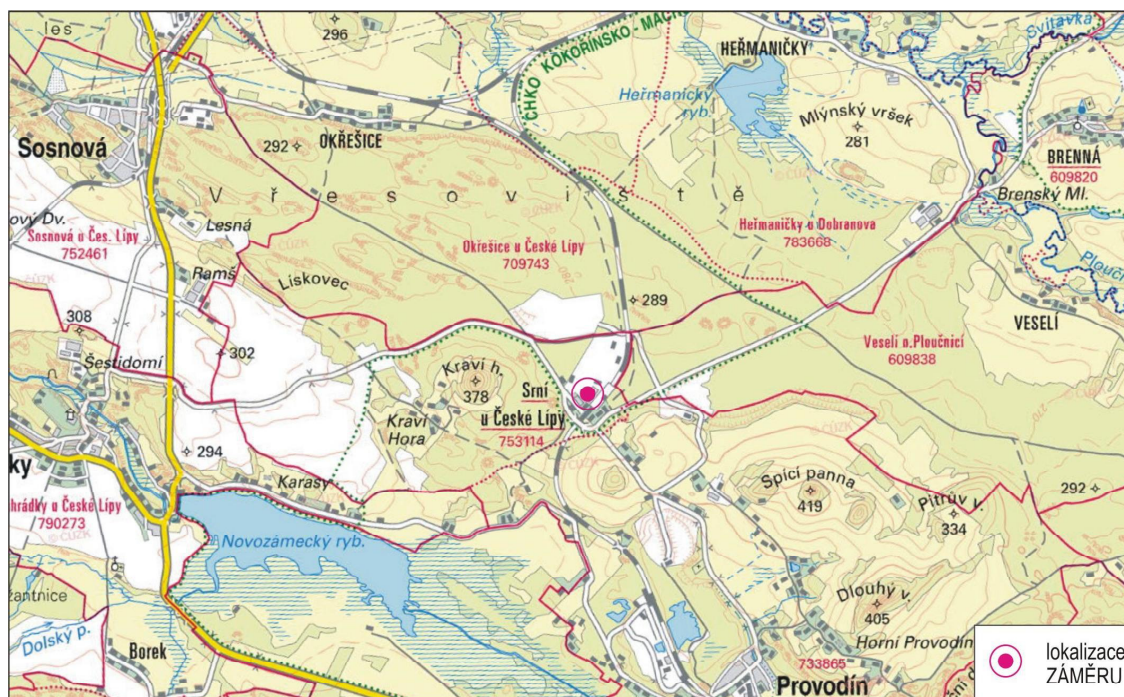 les
296
CHKO KOKOŘÍNSKO - MÁCH
HEŘMANIČKY
Svitávka
Heřmanický
ryb.
Mlýnský vršek
281
Sosnová
292
OKŘEŠICE
BRENNÁ
609820
Vřesoviště
Brenský Ml.
ový Dv.
Lesná
Sosnová u Čes. Lípy
752461
Okřešice u České Lípy
709743
Heřmaničky u Dobranova
783668
Ramš
Liskovec
289
VESELÍ
308
302
Šestidomí
Veselí n.Ploučnicí
609838
Kraví h.
378
Srní
u České Lípy
753114
Kraví
Hora
294
ky
Karasy
Spící panna
419
Pitrův v.
334
292
hrádky u České Lípy
790273
Novozámecký ryb.
Dlouhý v.
405
žantnice
Dolský p.
Borek
Horní Provodín
733865
Provodín
lokalizace
ZÁMĚRU